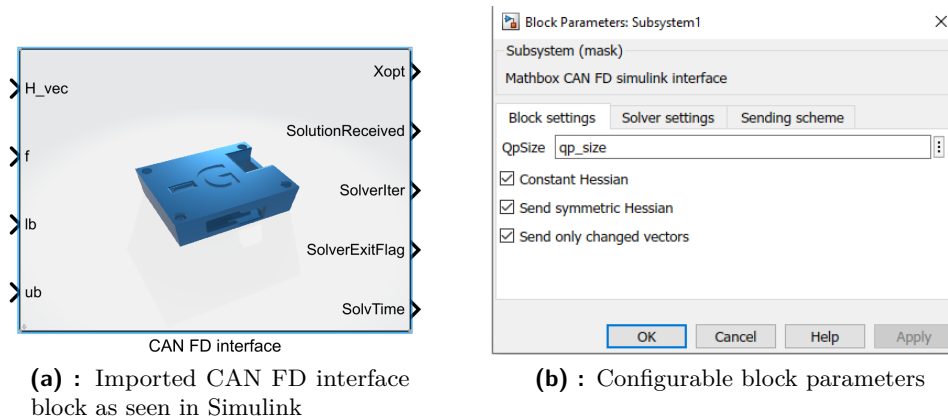 H_vec
f
lb
ub
Xopt
SolutionReceived
SolverIter
SolverExitFlag
SolvTime
G
CAN FD interface
(a) : Imported CAN FD interface
block as seen in Simulink
Block Parameters: Subsystem1
Subsystem (mask)
Mathbox CAN FD simulink interface
Block settings Solver settings Sending scheme
QpSize qp_size
Constant Hessian
Send symmetric Hessian
Send only changed vectors
OK Cancel Help Apply
(b) : Configurable block parameters